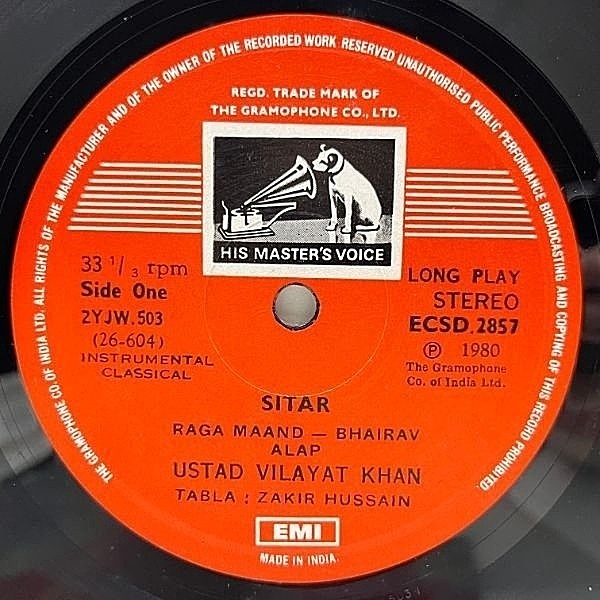 THE GRAMOPHONE CO. OF INDIA LTD. ALL RIGHTS OF THE MANUFACTURER AND OF THE OWNER OF THE RECORDED WORK RESERVED UNAUTHORISED PUBLIC PERFORMANCE BROADCASTING AND COPYING OF THIS RECORD PROHIBITED.
REGD. TRADE MARK OF
THE GRAMOPHONE CO., LTD.
HIS MASTER'S VOICE
33 1/3 rpm
Side One
2YJW.503
(26-604)
INSTRUMENTAL
CLASSICAL
LONG PLAY
STEREO
ECSD.2857
℗ 1980
The Gramophone
Co. of India Ltd.
SITAR
RAGA MAAND — BHAIRAV
ALAP
USTAD VILAYAT KHAN
TABLA : ZAKIR HUSSAIN
EMI
MADE IN INDIA